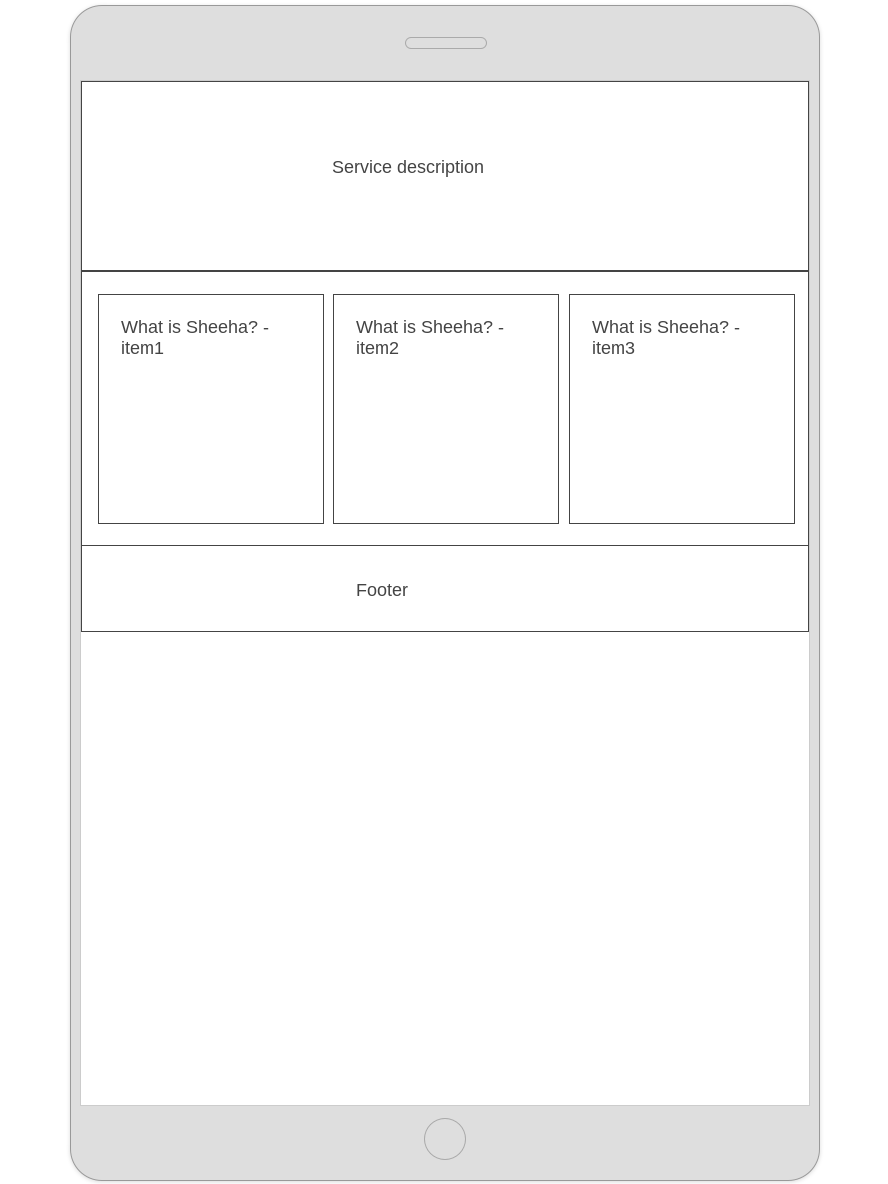 Service description
What is Sheeha? -
item1
What is Sheeha? -
item2
What is Sheeha? -
item3
Footer